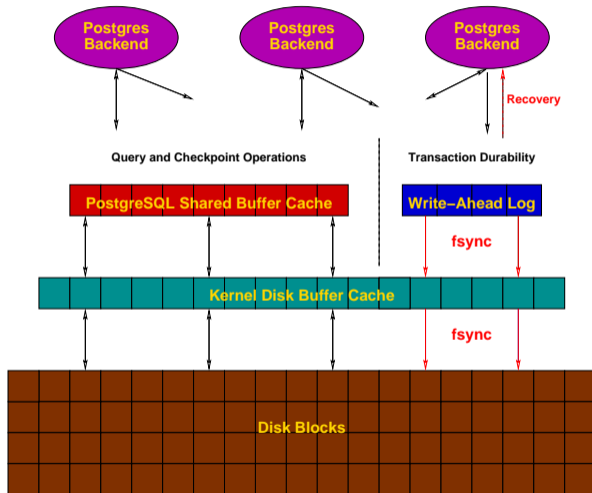 Postgres
Backend
Postgres
Backend
Postgres
Backend
Recovery
Query and Checkpoint Operations
Transaction Durability
PostgreSQL Shared Buffer Cache
Write−Ahead Log
fsync
Kernel Disk Buffer Cache
fsync
Disk Blocks